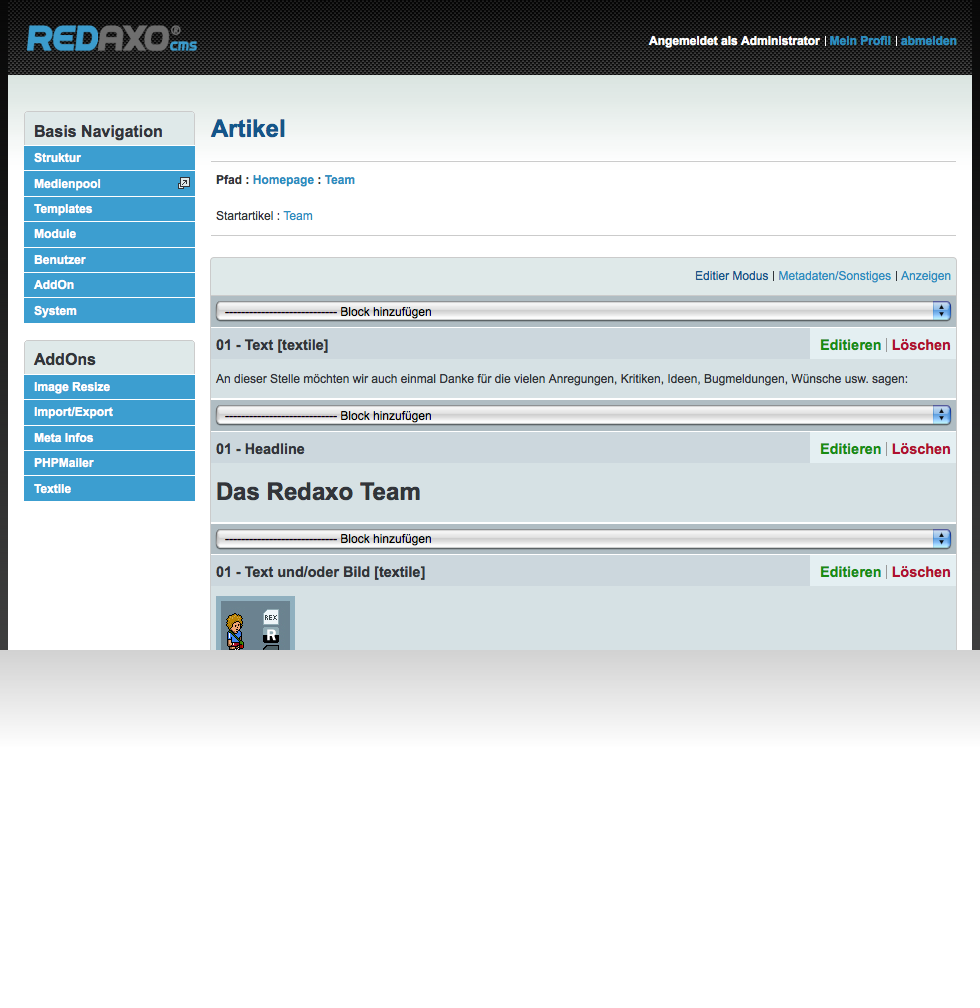 REDAXO® cms
Angemeldet als Administrator | Mein Profil | abmelden
Basis Navigation
Struktur
Medienpool
Templates
Module
Benutzer
AddOn
System
AddOns
Image Resize
Import/Export
Meta Infos
PHPMailer
Textile
Artikel
Pfad : Homepage : Team
Startartikel : Team
Editier Modus | Metadaten/Sonstiges | Anzeigen
---------------------------- Block hinzufügen
01 - Text [textile]
Editieren | Löschen
An dieser Stelle möchten wir auch einmal Danke für die vielen Anregungen, Kritiken, Ideen, Bugmeldungen, Wünsche usw. sagen:
---------------------------- Block hinzufügen
01 - Headline
Editieren | Löschen
Das Redaxo Team
---------------------------- Block hinzufügen
01 - Text und/oder Bild [textile]
Editieren | Löschen
REX
R